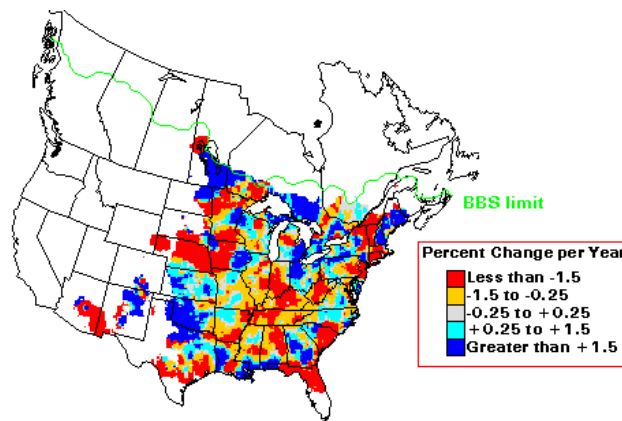 BBS limit
Percent Change per Year
Less than -1.5
-1.5 to -0.25
-0.25 to +0.25
+0.25 to +1.5
Greater than +1.5